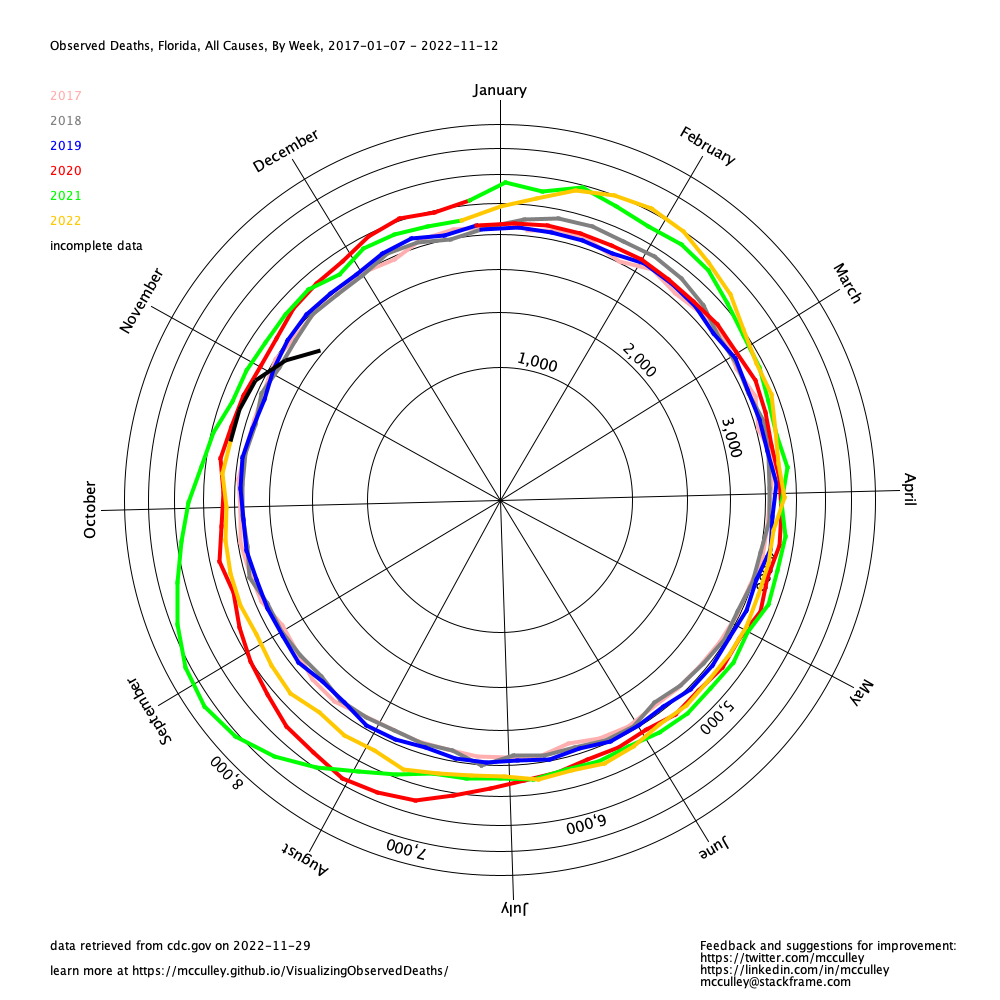 Observed Deaths, Florida, All Causes, By Week, 2017-01-07 - 2022-11-12
2017
2018
2019
2020
2021
2022
incomplete data
January
February
March
April
May
June
July
August
September
October
November
December
1,000
2,000
3,000
5,000
6,000
7,000
8,000
data retrieved from cdc.gov on 2022-11-29
learn more at https://mcculley.github.io/VisualizingObservedDeaths/
Feedback and suggestions for improvement:
https://twitter.com/mcculley
https://linkedin.com/in/mcculley
mcculley@stackframe.com